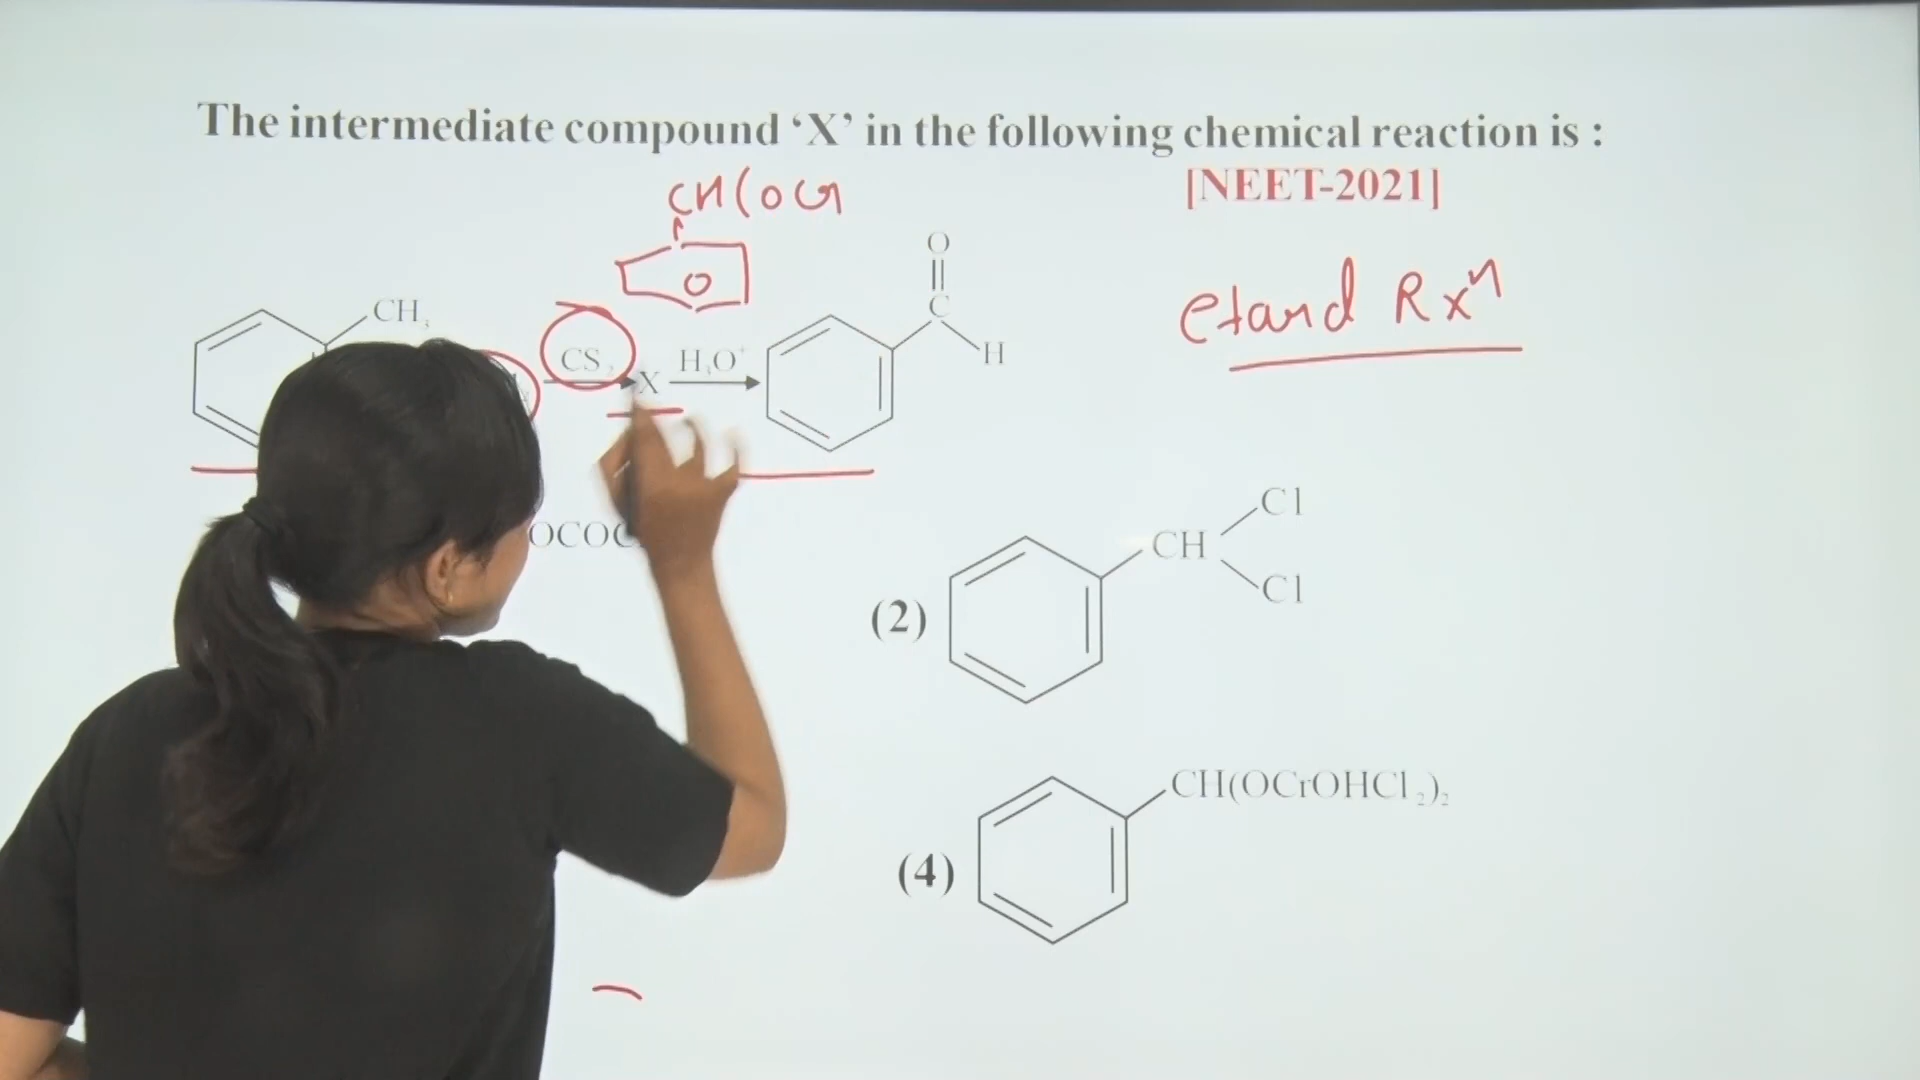 The intermediate compound ‘X’ in the following chemical reaction is :
[NEET-2021]
CH(OCr
etard Rxⁿ
O
O
C
H
CH₃
CS₂
X
H₃O⁺
OCOC
(2)
CH
Cl
Cl
(4)
CH(OCrOHCl₂)₂